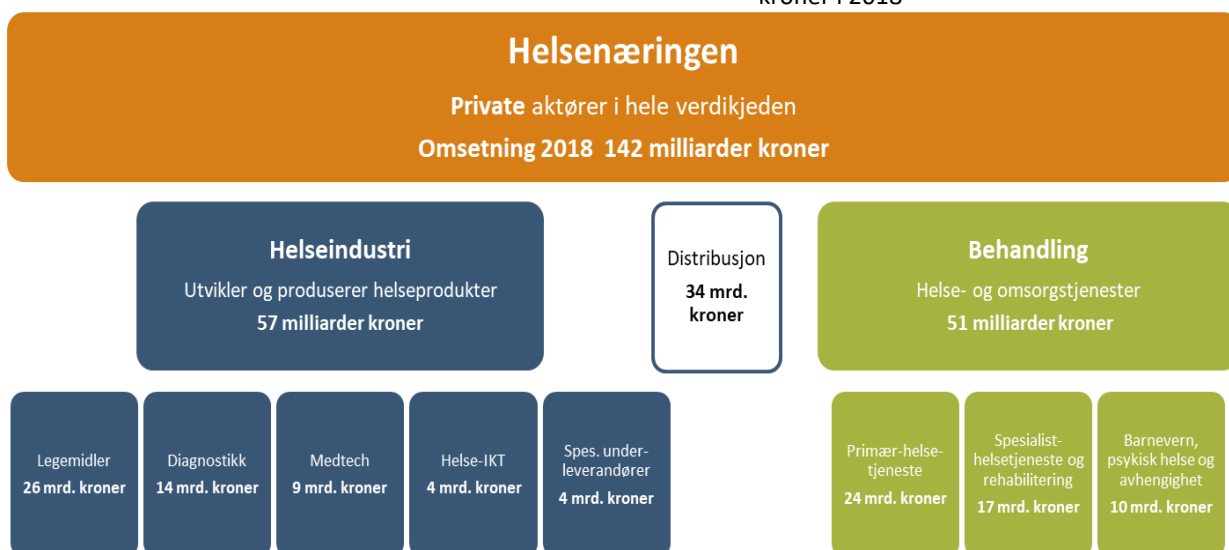 kroner i 2018
Helsenæringen
Private aktører i hele verdikjeden
Omsetning 2018 142 milliarder kroner
Helseindustri
Utvikler og produserer helseprodukter
57 milliarder kroner
Distribusjon
34 mrd.
kroner
Behandling
Helse- og omsorgstjenester
51 milliarder kroner
Legemidler
26 mrd. kroner
Diagnostikk
14 mrd. kroner
Medtech
9 mrd. kroner
Helse-IKT
4 mrd. kroner
Spes. under-
leverandører
4 mrd. kroner
Primær-helse-
tjeneste
24 mrd. kroner
Spesialist-
helsetjeneste og
rehabilitering
17 mrd. kroner
Barnevern,
psykisk helse og
avhengighet
10 mrd. kroner